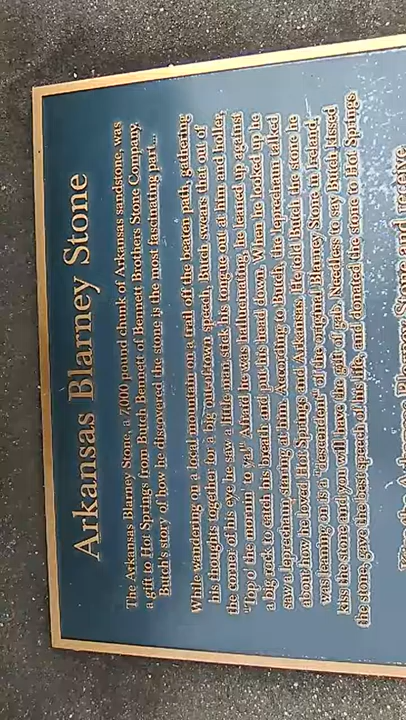 Arkansas Blarney Stone
The Arkansas Blarney Stone, a 7000 pound chunk of Arkansas sandstone, was
a gift to Hot Springs from Butch Bennett of Bennett Brothers Stone Company.
Butch's story of how he discovered the stone is the most fascinating part...
While wandering on a local mountain on a trail off the beaten path, gathering
his thoughts together for a big important town speech, Butch swears that out of
the corner of his eye he saw a little man stick his tongue out at him and holler,
"Top o' the mornin' to ya!" Afraid he was hallucinating, he leaned up against
a big rock to catch his breath and put his head down. When he looked up he
saw a leprechaun staring at him. According to Butch, the leprechaun talked
about how he loved Hot Springs and Arkansas. He told Butch the rock he
was leaning on is a "descendant" of the original Blarney Stone in Ireland,
kiss the stone and you will have the gift of gab. Needless to say Butch kissed
the stone, gave the best speech of his life, and donated the stone to Hot Springs.
Kiss the Arkansas Blarney Stone and receive